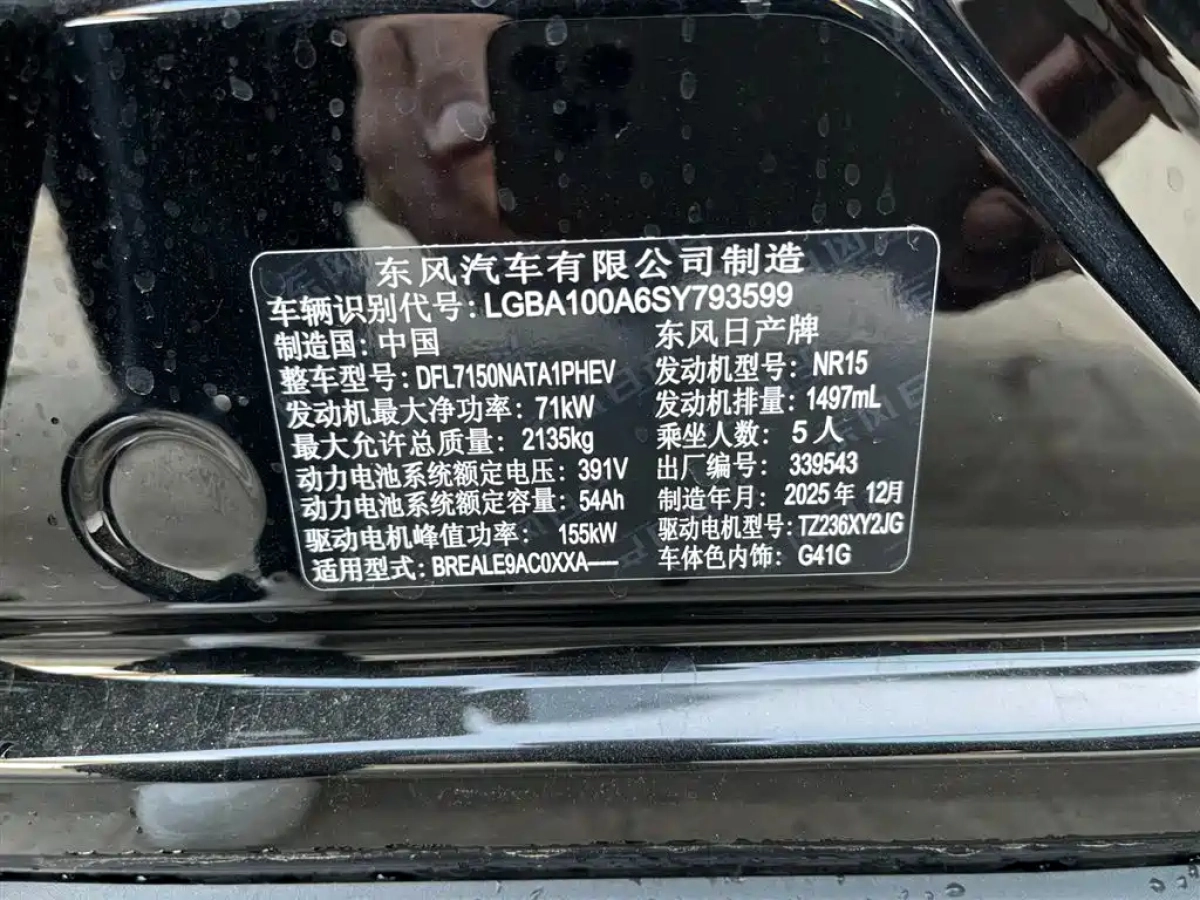 东风汽车有限公司制造
车辆识别代号: LGBA100A6SY793599
制造国: 中国 东风日产牌
整车型号: DFL7150NATA1PHEV 发动机型号: NR15
发动机最大净功率: 71kW 发动机排量: 1497mL
最大允许总质量: 2135kg 乘坐人数: 5人
动力电池系统额定电压: 391V 出厂编号: 339543
动力电池系统额定容量: 54Ah 制造年月: 2025年 12月
驱动电机峰值功率: 155kW 驱动电机型号: TZ236XY2JG
适用型式: BREALE9AC0XXA---- 车体色内饰: G41G